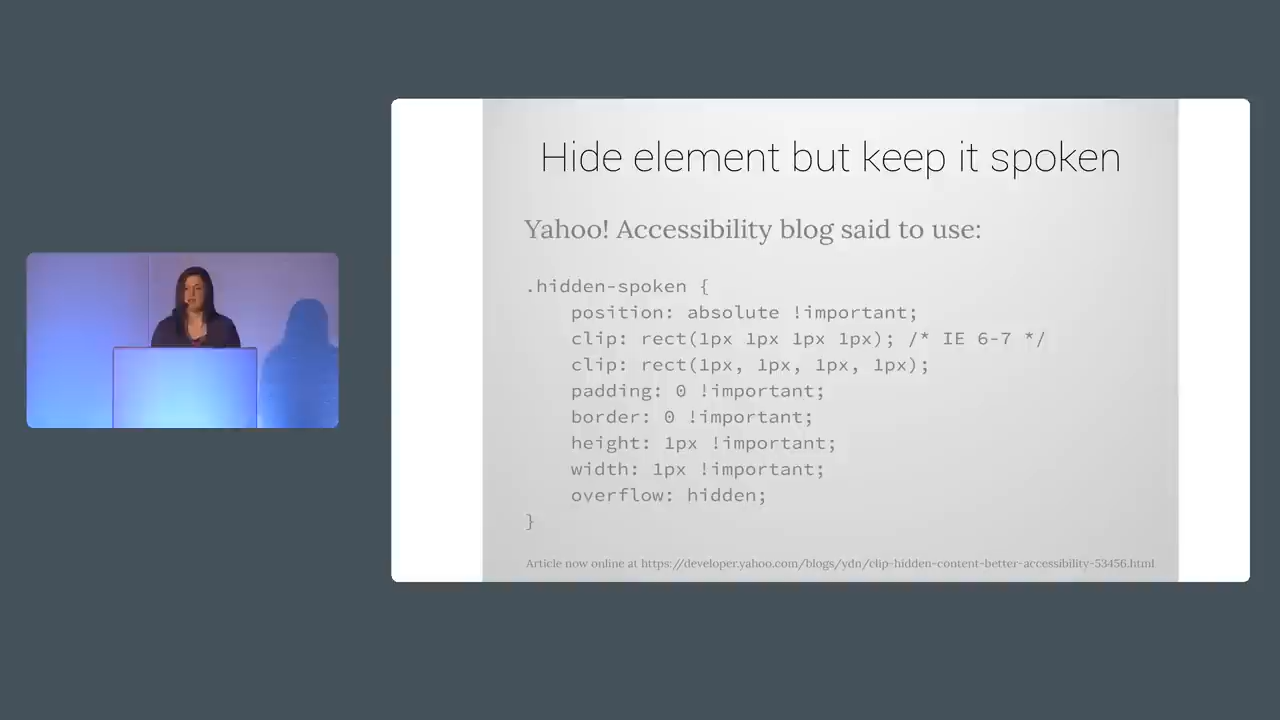 Hide element but keep it spoken
Yahoo! Accessibility blog said to use:
.hidden-spoken {
    position: absolute !important;
    clip: rect(1px 1px 1px 1px); /* IE 6-7 */
    clip: rect(1px, 1px, 1px, 1px);
    padding: 0 !important;
    border: 0 !important;
    height: 1px !important;
    width: 1px !important;
    overflow: hidden;
}
Article now online at https://developer.yahoo.com/blogs/ydn/clip-hidden-content-better-accessibility-53456.html